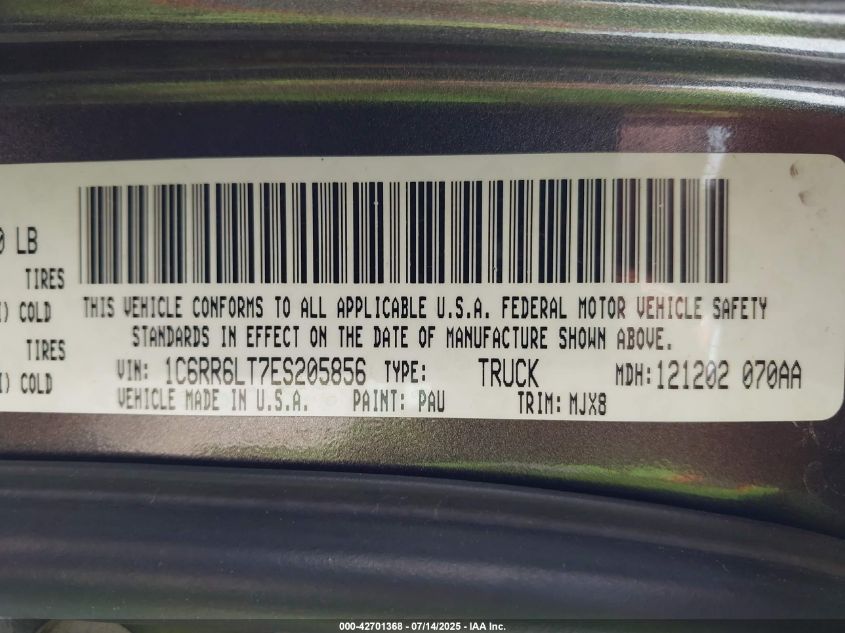 0 LB
TIRES
) COLD
TIRES
) COLD
THIS VEHICLE CONFORMS TO ALL APPLICABLE U.S.A. FEDERAL MOTOR VEHICLE SAFETY
STANDARDS IN EFFECT ON THE DATE OF MANUFACTURE SHOWN ABOVE.
VIN: 1C6RR6LT7ES205856 TYPE: TRUCK MDH: 121202 070AA
VEHICLE MADE IN U.S.A. PAINT: PAU TRIM: MJX8
000-42701368 - 07/14/2025 - IAA Inc.